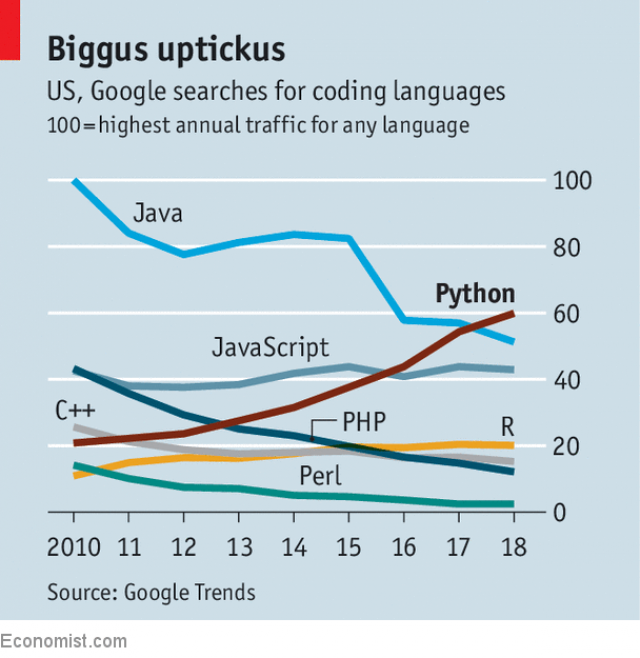 Biggus uptickus
US, Google searches for coding languages
100=highest annual traffic for any language
100
Java
80
Python
60
JavaScript
40
C++
PHP
R
20
Perl
0
2010 11 12 13 14 15 16 17 18
Source: Google Trends
Economist.com